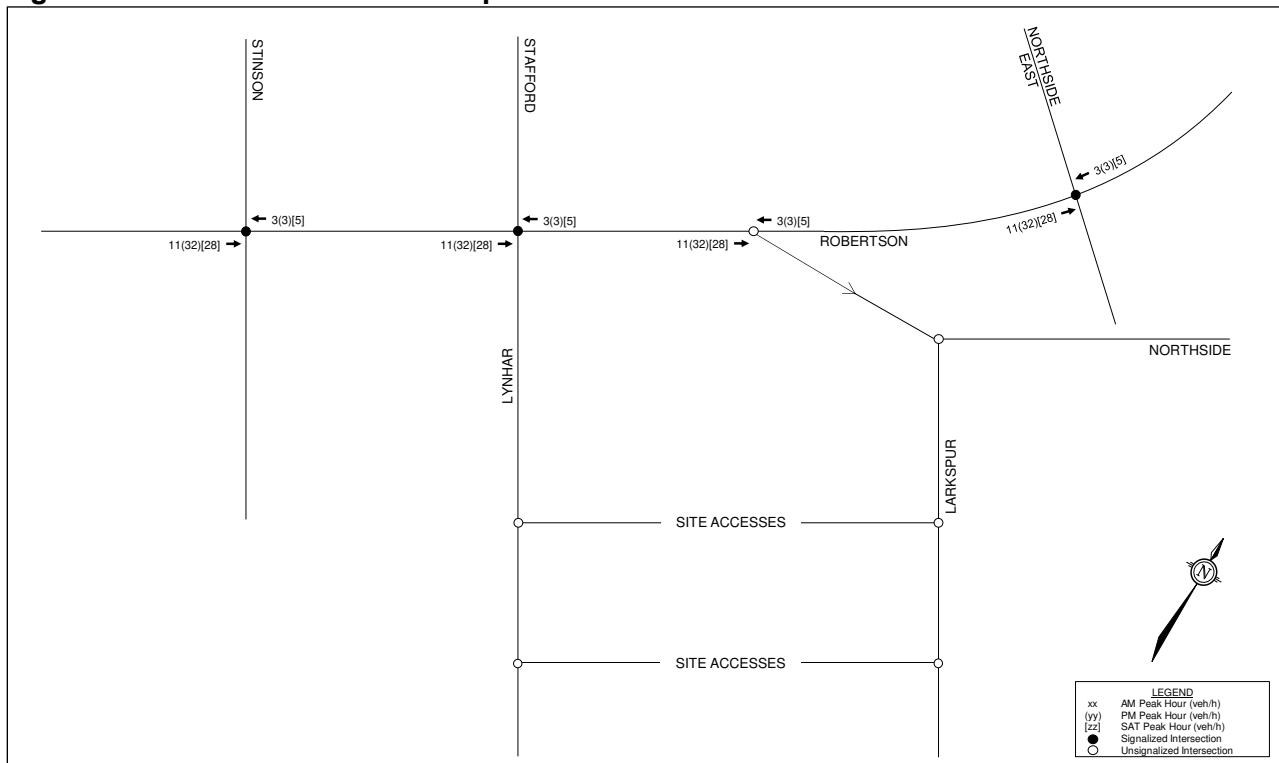 STINSON
STAFFORD
NORTHSIDE
EAST
3(3)[5]
3(3)[5]
3(3)[5]
3(3)[5]
11(32)[28]
11(32)[28]
11(32)[28]
11(32)[28]
ROBERTSON
NORTHSIDE
LYNHAR
LARKSPUR
SITE ACCESSES
SITE ACCESSES
N
LEGEND
xx AM Peak Hour (veh/h)
(yy) PM Peak Hour (veh/h)
[zz] SAT Peak Hour (veh/h)
Signalized Intersection
Unsignalized Intersection